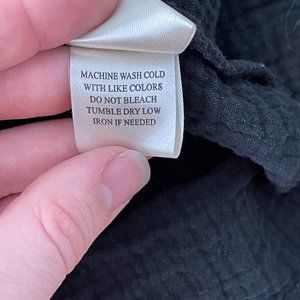 MACHINE WASH COLD
WITH LIKE COLORS
DO NOT BLEACH
TUMBLE DRY LOW
IRON IF NEEDED